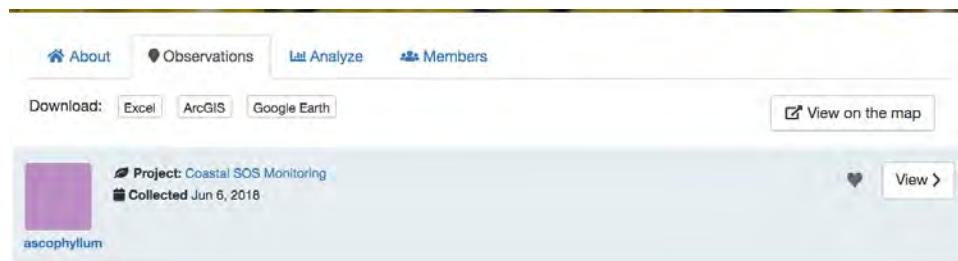 About Observations Analyze Members
Download: Excel ArcGIS Google Earth View on the map
Project: Coastal SOS Monitoring
Collected Jun 6, 2018
View
ascophyllum